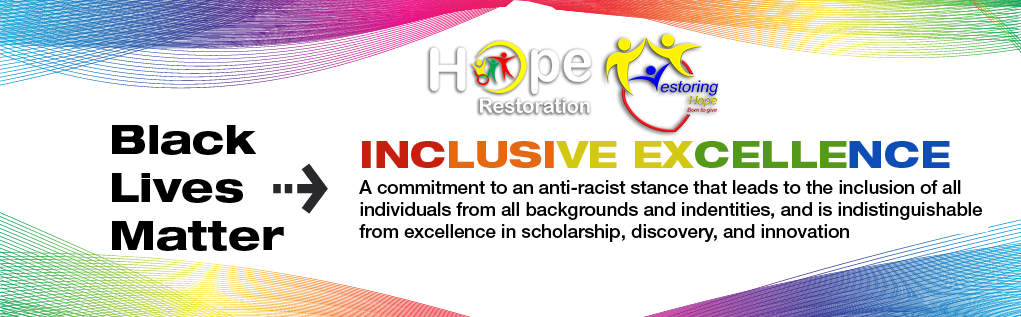 Hope
Restoration
estoring
Hope
Born to give
Black
Lives
Matter
INCLUSIVE EXCELLENCE
A commitment to an anti-racist stance that leads to the inclusion of all
individuals from all backgrounds and indentities, and is indistinguishable
from excellence in scholarship, discovery, and innovation